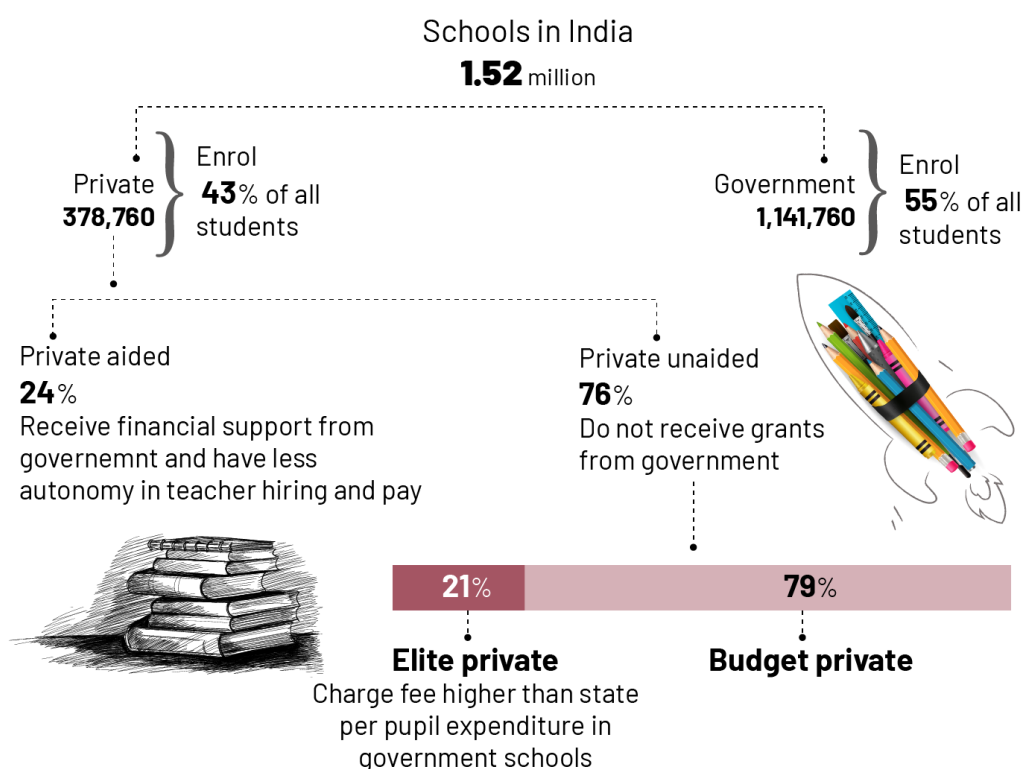 Schools in India
1.52 million
Private
378,760
Enrol
43% of all
students
Government
1,141,760
Enrol
55% of all
students
Private aided
24%
Receive financial support from
governemnt and have less
autonomy in teacher hiring and pay
Private unaided
76%
Do not receive grants
from government
21%
79%
Elite private
Charge fee higher than state
per pupil expenditure in
government schools
Budget private